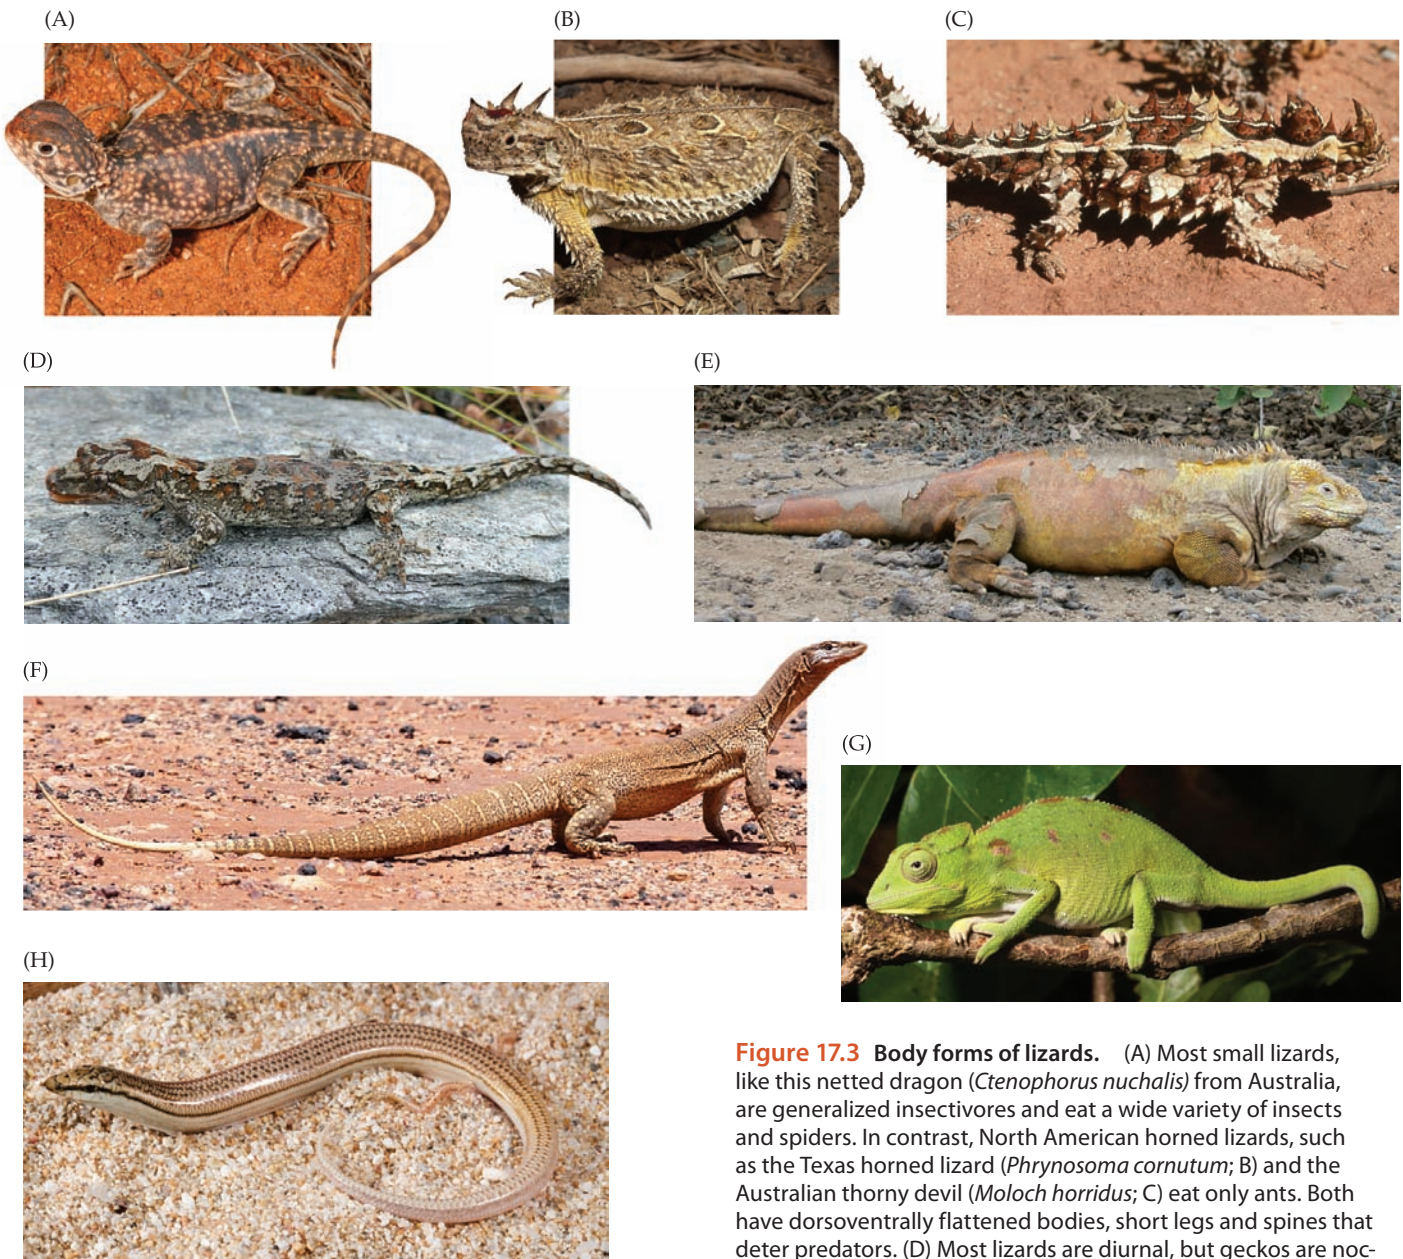 (A)
(B)
(C)
(D)
(E)
(F)
(G)
(H)
Figure 17.3 Body forms of lizards. (A) Most small lizards,
like this netted dragon (Ctenophorus nuchalis) from Australia,
are generalized insectivores and eat a wide variety of insects
and spiders. In contrast, North American horned lizards, such
as the Texas horned lizard (Phrynosoma cornutum; B) and the
Australian thorny devil (Moloch horridus; C) eat only ants. Both
have dorsoventrally flattened bodies, short legs and spines that
deter predators. (D) Most lizards are diurnal, but geckos are noc-